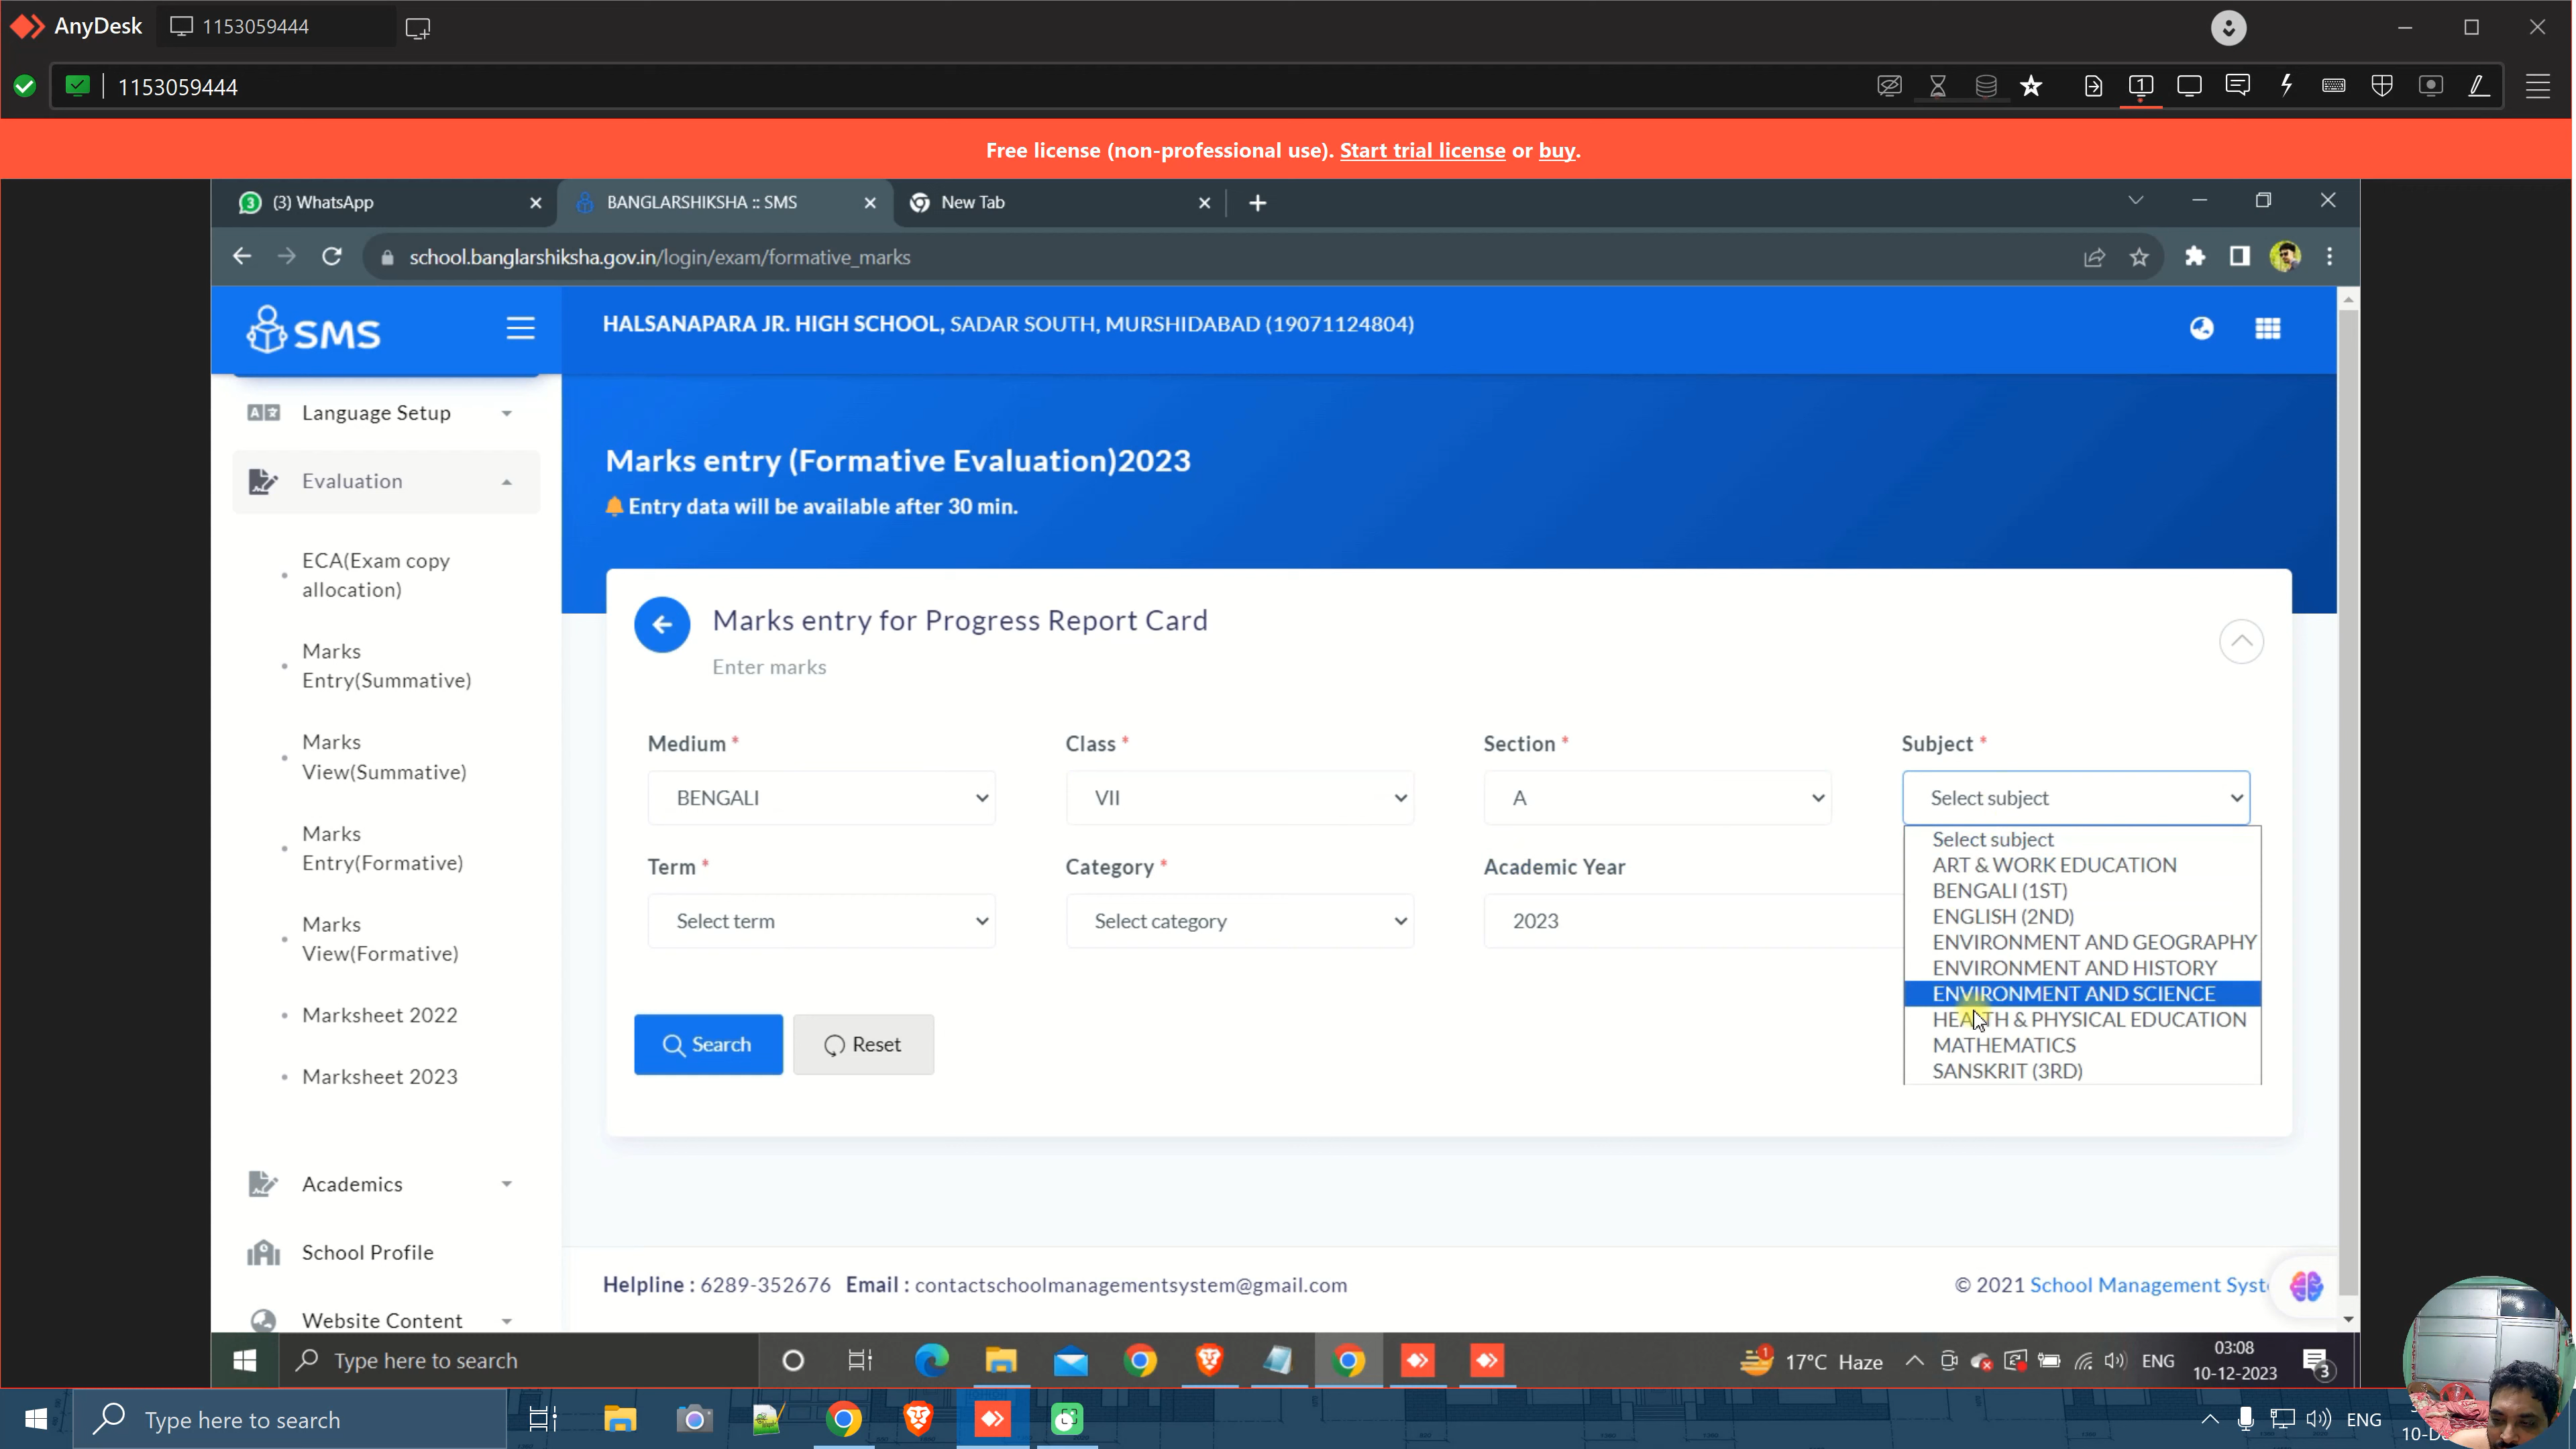 AnyDesk
1153059444
1153059444
Free license (non-professional use). Start trial license or buy.
(3) WhatsApp
BANGLARSHIKSHA :: SMS
New Tab
school.banglarshiksha.gov.in/login/exam/formative_marks
SMS
HALSANAPARA JR. HIGH SCHOOL, SADAR SOUTH, MURSHIDABAD (19071124804)
Language Setup
Evaluation
ECA(Exam copy
allocation)
Marks
Entry(Summative)
Marks
View(Summative)
Marks
Entry(Formative)
Marks
View(Formative)
Marksheet 2022
Marksheet 2023
Academics
School Profile
Website Content
Marks entry (Formative Evaluation)2023
Entry data will be available after 30 min.
Marks entry for Progress Report Card
Enter marks
Medium *
Class *
Section *
Subject *
BENGALI
VII
A
Select subject
Term *
Category *
Academic Year
Select term
Select category
2023
Select subject
ART & WORK EDUCATION
BENGALI (1ST)
ENGLISH (2ND)
ENVIRONMENT AND GEOGRAPHY
ENVIRONMENT AND HISTORY
ENVIRONMENT AND SCIENCE
HEALTH & PHYSICAL EDUCATION
MATHEMATICS
SANSKRIT (3RD)
Search
Reset
Helpline : 6289-352676 Email : contactschoolmanagementsystem@gmail.com
© 2021 School Management Syst
Type here to search
17°C Haze
ENG
03:08
10-12-2023
3
Type here to search
ENG
10-D